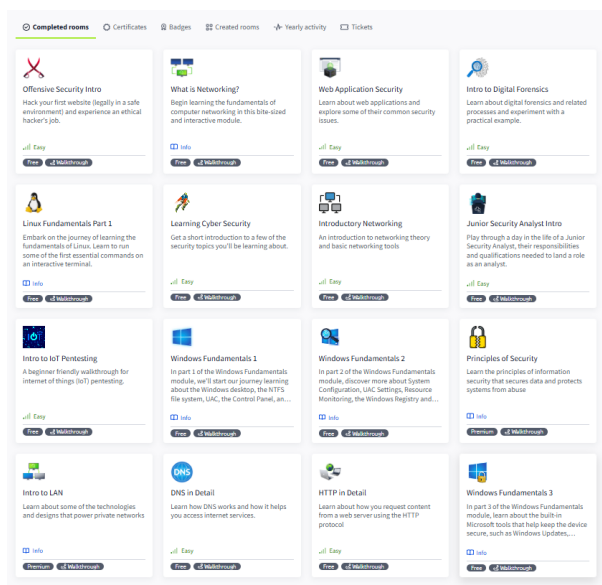 Completed rooms Certificates Badges Created rooms Yearly activity Tickets
Offensive Security Intro
Hack your first website (legally in a safe
environment) and experience an ethical
hacker's job.
Easy
Free Walkthrough
What is Networking?
Begin learning the fundamentals of
computer networking in this bite-sized
and interactive module.
Info
Free Walkthrough
Web Application Security
Learn about web applications and
explore some of their common security
issues.
Easy
Free Walkthrough
Intro to Digital Forensics
Learn about digital forensics and related
processes and experiment with a
practical example.
Easy
Free Walkthrough
Linux Fundamentals Part 1
Embark on the journey of learning the
fundamentals of Linux. Learn to run
some of the first essential commands on
an interactive terminal.
Info
Free Walkthrough
Learning Cyber Security
Get a short introduction to a few of the
security topics you'll be learning about.
Easy
Free Walkthrough
Introductory Networking
An introduction to networking theory
and basic networking tools
Easy
Free Walkthrough
Junior Security Analyst Intro
Play through a day in the life of a Junior
Security Analyst, their responsibilities
and qualifications needed to land a role
as an analyst.
Easy
Free Walkthrough
IOT
Intro to IoT Pentesting
A beginner friendly walkthrough for
internet of things (IoT) pentesting.
Easy
Free Walkthrough
Windows Fundamentals 1
In part 1 of the Windows Fundamentals
module, we'll start our journey learning
about the Windows desktop, the NTFS
file system, UAC, the Control Panel, an...
Info
Free Walkthrough
Windows Fundamentals 2
In part 2 of the Windows Fundamentals
module, discover more about System
Configuration, UAC Settings, Resource
Monitoring, the Windows Registry and...
Info
Free Walkthrough
Principles of Security
Learn the principles of information
security that secures data and protects
systems from abuse
Info
Premium Walkthrough
Intro to LAN
Learn about some of the technologies
and designs that power private networks
Info
Premium Walkthrough
DNS
DNS in Detail
Learn how DNS works and how it helps
you access internet services.
Easy
Free Walkthrough
HTTP in Detail
Learn about how you request content
from a web server using the HTTP
protocol
Easy
Free Walkthrough
Windows Fundamentals 3
In part 3 of the Windows Fundamentals
module, learn about the built-in
Microsoft tools that help keep the device
secure, such as Windows Updates,...
Info
Free Walkthrough